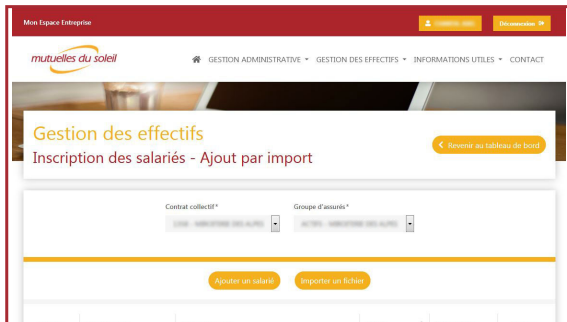 Mon Espace Entreprise
Déconnexion
mutuelles du soleil
GESTION ADMINISTRATIVE GESTION DES EFFECTIFS INFORMATIONS UTILES CONTACT
Gestion des effectifs
Inscription des salariés - Ajout par import
Revenir au tableau de bord
Contrat collectif* Groupe d'assurés*
Ajouter un salarié Importer un fichier